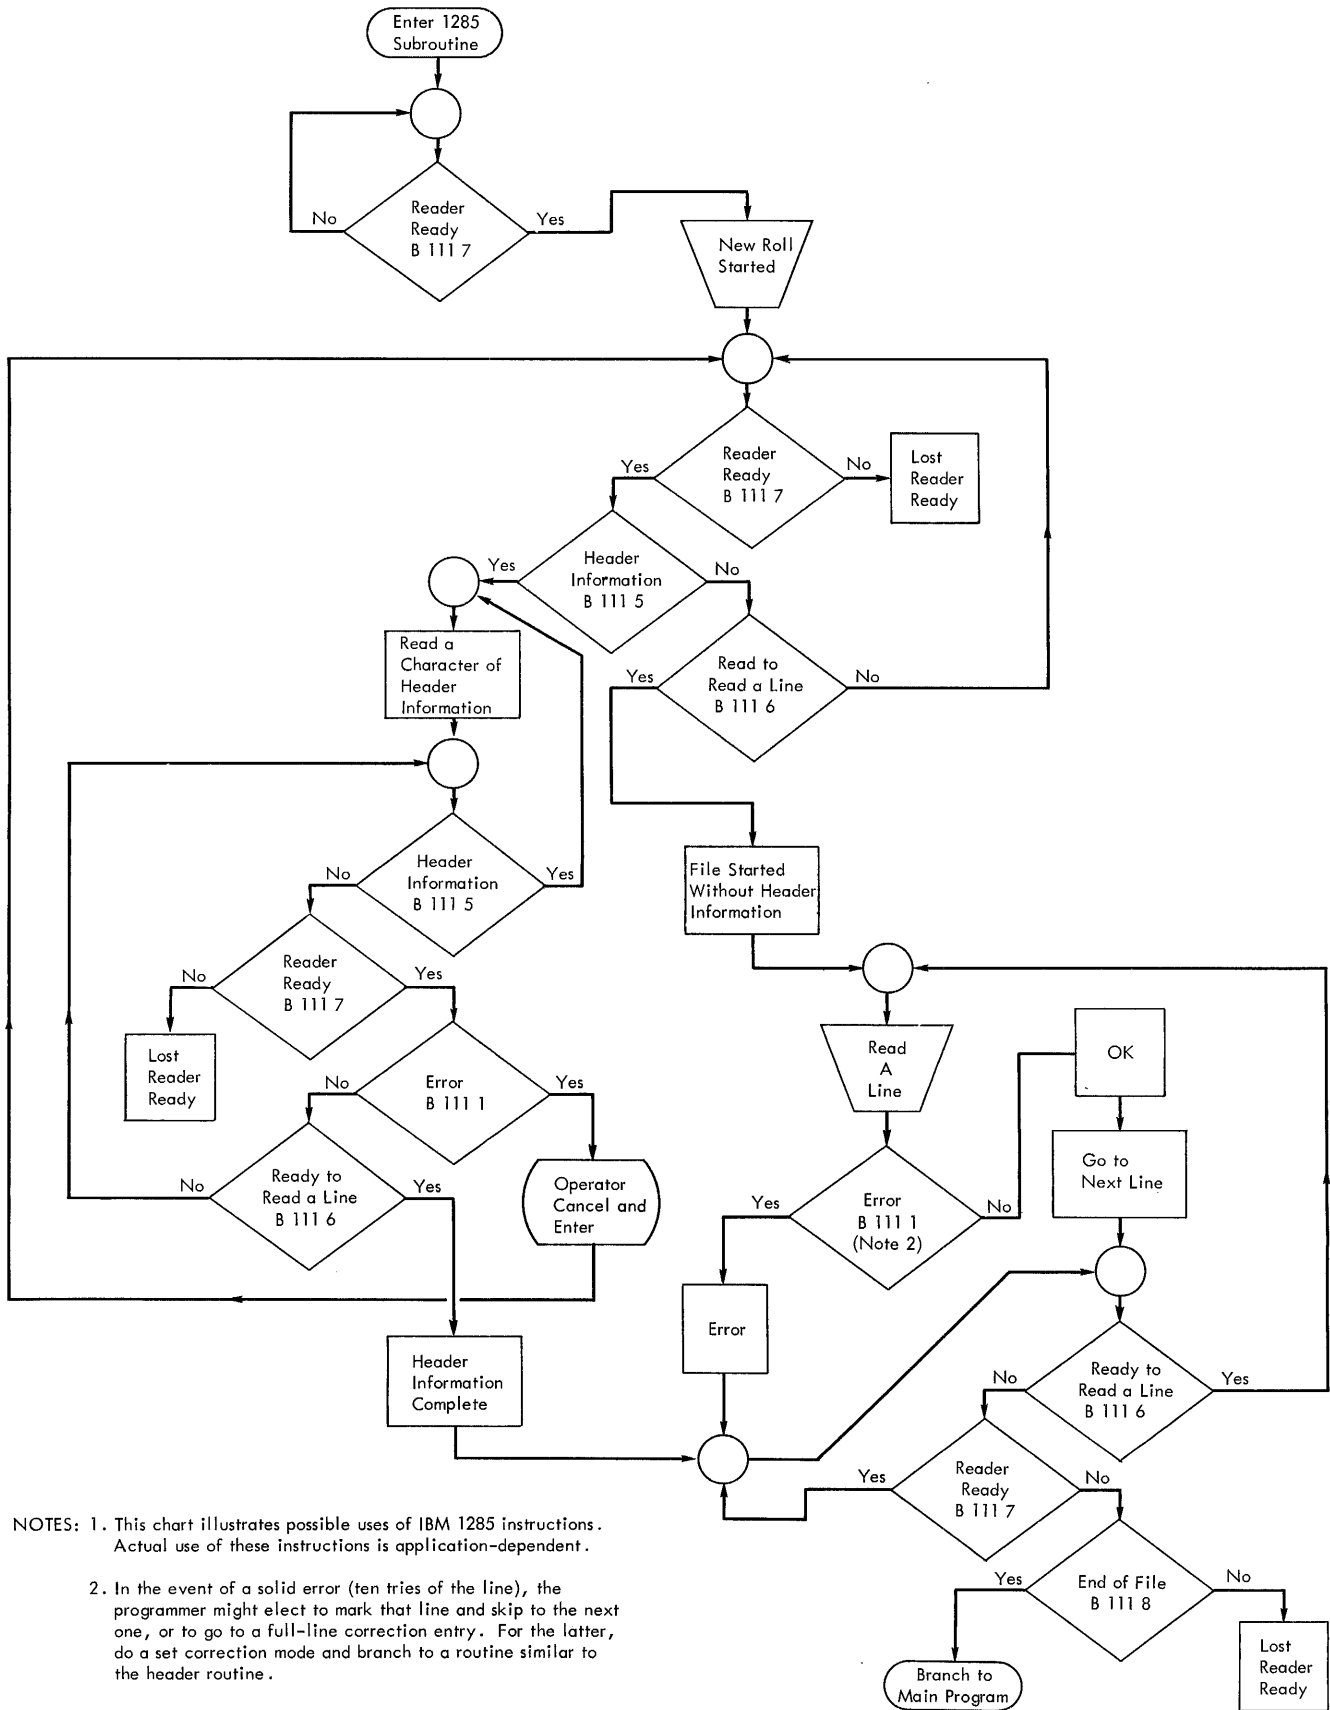 Enter 1285
Subroutine
Reader
Ready
B 111 7
No
Yes
New Roll
Started
Reader
Ready
B 111 7
Yes
No
Lost
Reader
Ready
Header
Information
B 111 5
Yes
No
Read a
Character of
Header
Information
Read to
Read a Line
B 111 6
Yes
No
Header
Information
B 111 5
No
Yes
File Started
Without Header
Information
Reader
Ready
B 111 7
No
Yes
Lost
Reader
Ready
Error
B 111 1
No
Yes
Read
A
Line
OK
Ready to
Read a Line
B 111 6
No
Yes
Operator
Cancel and
Enter
Error
B 111 1
(Note 2)
Yes
No
Go to
Next Line
Error
Header
Information
Complete
Ready to
Read a Line
B 111 6
No
Yes
Reader
Ready
B 111 7
Yes
No
End of File
B 111 8
Yes
No
Branch to
Main Program
Lost
Reader
Ready
NOTES: 1. This chart illustrates possible uses of IBM 1285 instructions.
Actual use of these instructions is application-dependent.
2. In the event of a solid error (ten tries of the line), the
programmer might elect to mark that line and skip to the next
one, or to go to a full-line correction entry. For the latter,
do a set correction mode and branch to a routine similar to
the header routine.